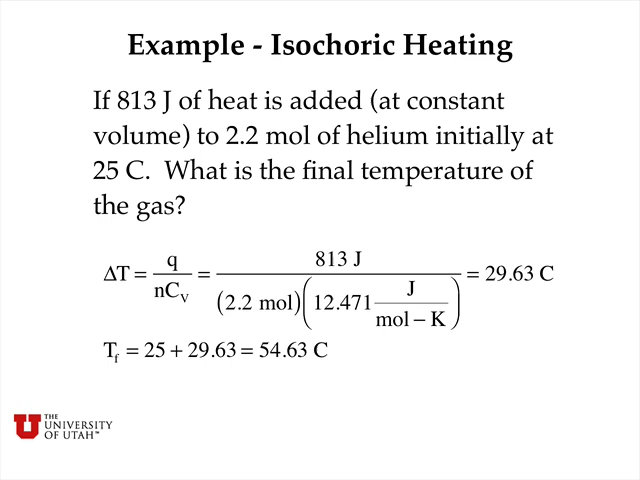 Example - Isochoric Heating
If 813 J of heat is added (at constant
volume) to 2.2 mol of helium initially at
25 C.  What is the final temperature of
the gas?
ΔT = q / nC_V = 813 J / (2.2 mol)(12.471 J / mol − K) = 29.63 C
T_f = 25 + 29.63 = 54.63 C
THE
UNIVERSITY
OF UTAH™